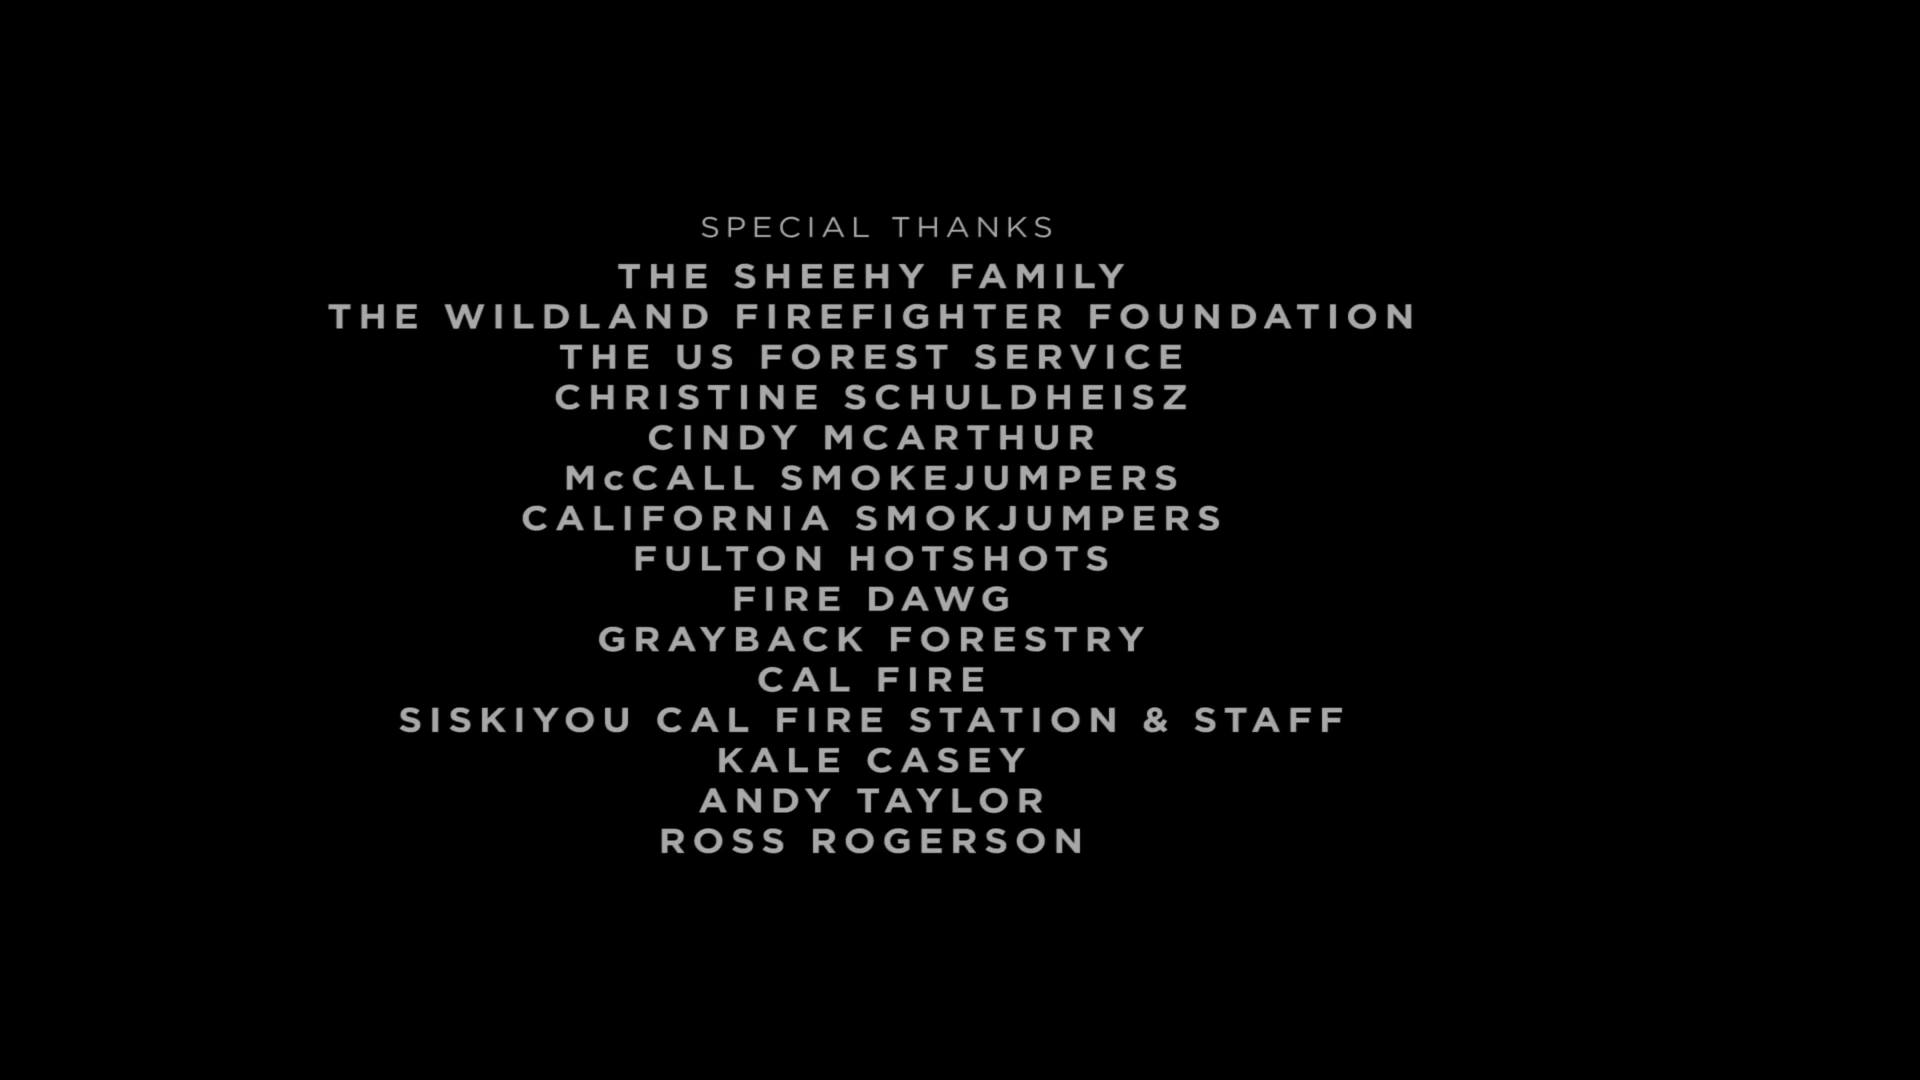 SPECIAL THANKS
THE SHEEHY FAMILY
THE WILDLAND FIREFIGHTER FOUNDATION
THE US FOREST SERVICE
CHRISTINE SCHULDHEISZ
CINDY MCARTHUR
McCALL SMOKEJUMPERS
CALIFORNIA SMOKJUMPERS
FULTON HOTSHOTS
FIRE DAWG
GRAYBACK FORESTRY
CAL FIRE
SISKIYOU CAL FIRE STATION & STAFF
KALE CASEY
ANDY TAYLOR
ROSS ROGERSON